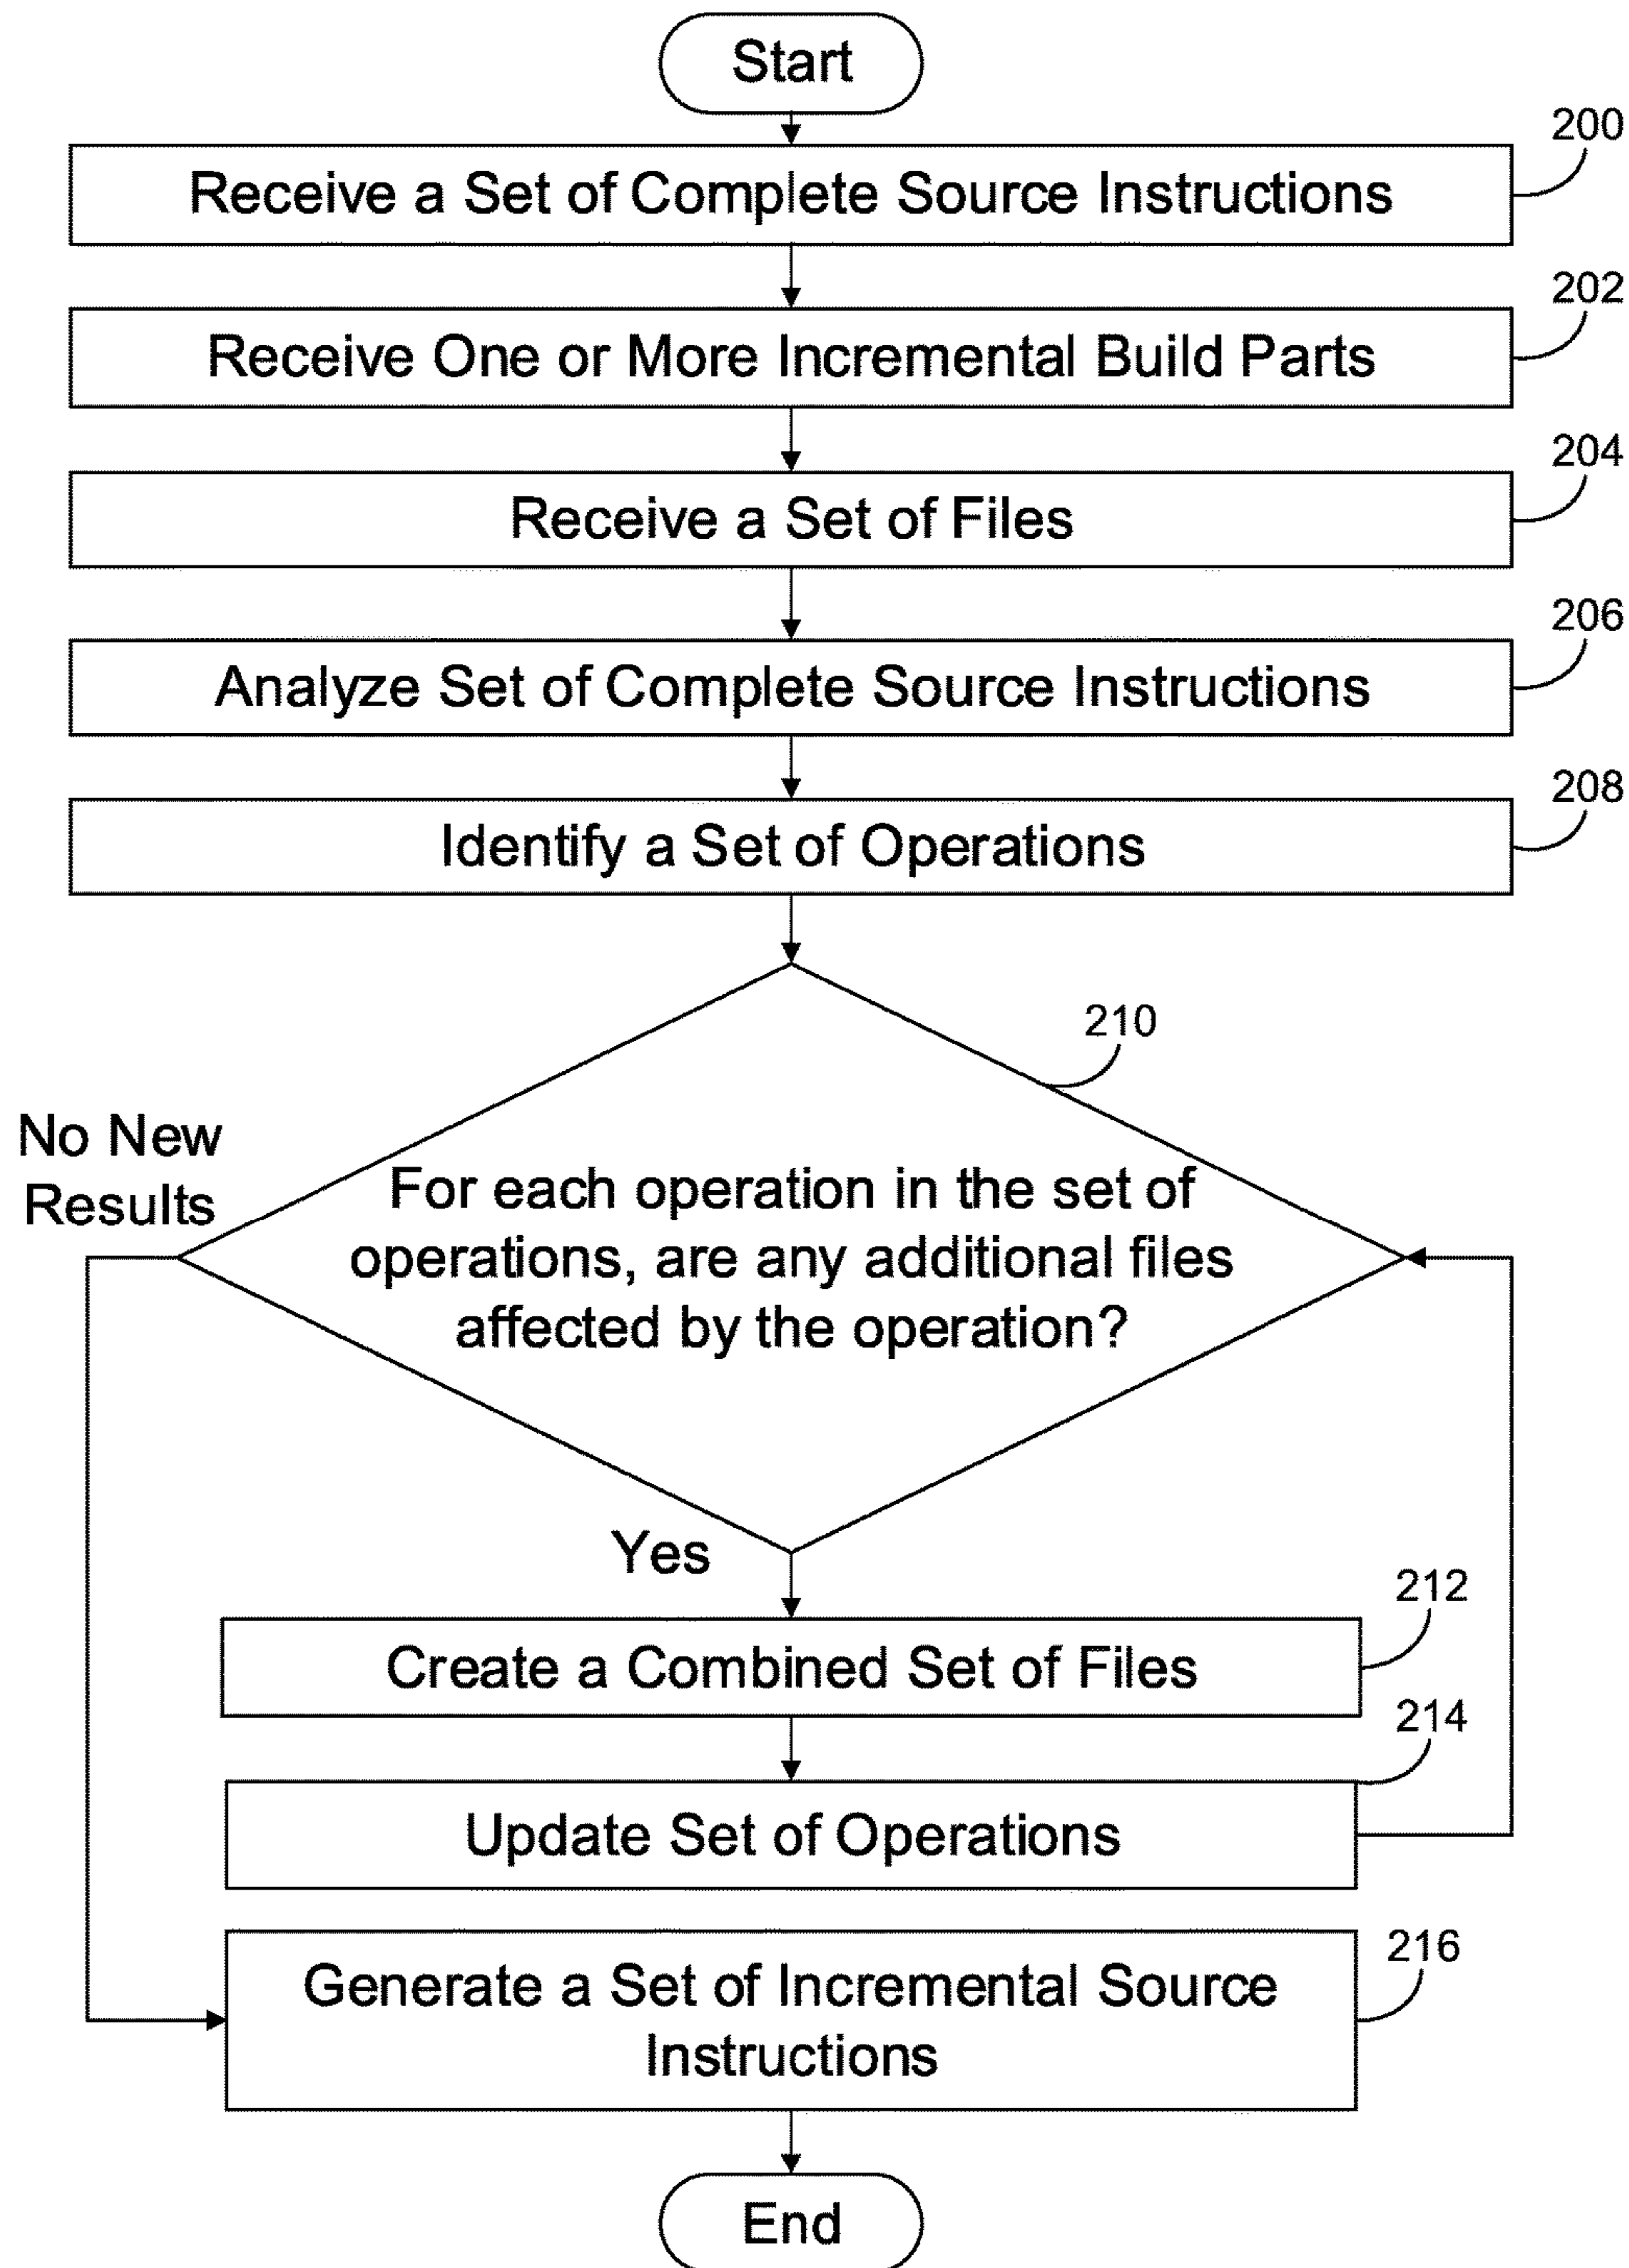 Start
200
Receive a Set of Complete Source Instructions
202
Receive One or More Incremental Build Parts
204
Receive a Set of Files
206
Analyze Set of Complete Source Instructions
208
Identify a Set of Operations
210
No New
Results
For each operation in the set of
operations, are any additional files
affected by the operation?
Yes
212
Create a Combined Set of Files
214
Update Set of Operations
216
Generate a Set of Incremental Source
Instructions
End